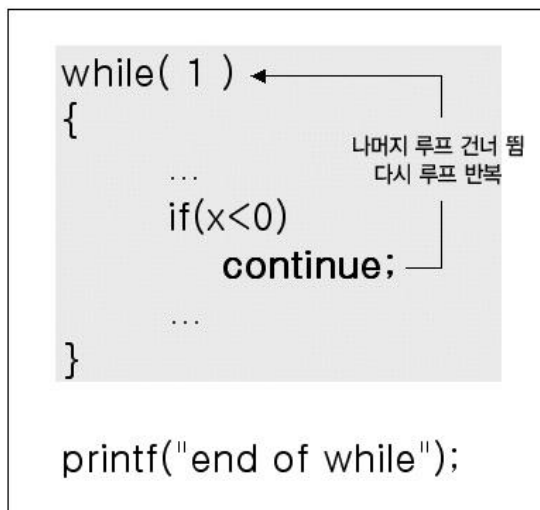 while( 1 )
{
나머지 루프 건너 뜀
다시 루프 반복
...
if(x<0)
continue;
...
}
printf("end of while");